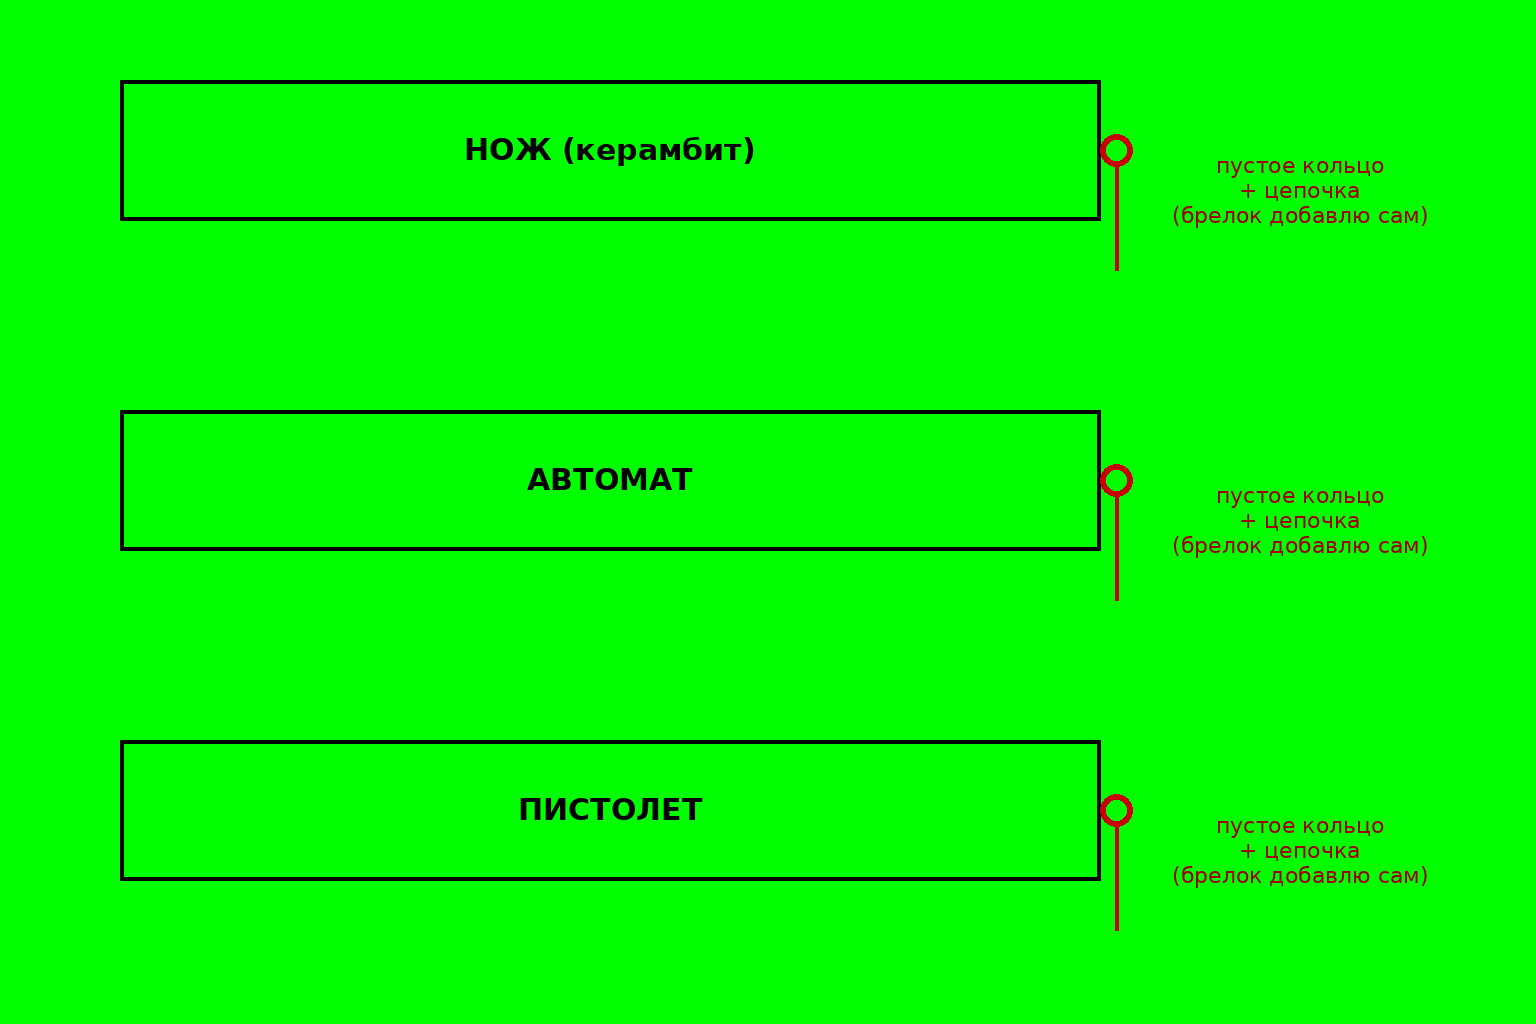 НОЖ (керамбит)
пустое кольцо
+ цепочка
(брелок добавлю сам)
АВТОМАТ
пустое кольцо
+ цепочка
(брелок добавлю сам)
ПИСТОЛЕТ
пустое кольцо
+ цепочка
(брелок добавлю сам)